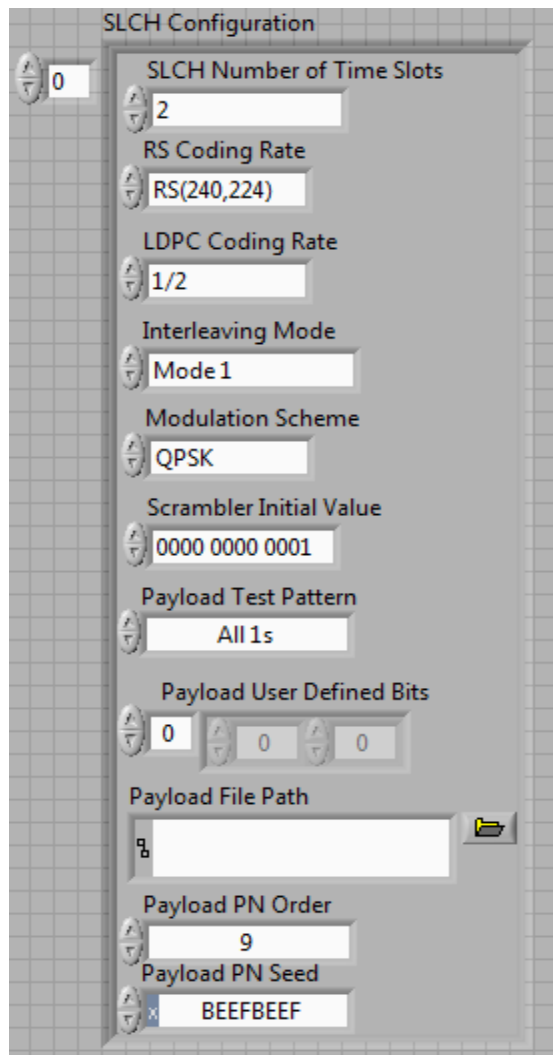 SLCH Configuration
0
SLCH Number of Time Slots
2
RS Coding Rate
RS(240,224)
LDPC Coding Rate
1/2
Interleaving Mode
Mode 1
Modulation Scheme
QPSK
Scrambler Initial Value
0000 0000 0001
Payload Test Pattern
All 1s
Payload User Defined Bits
0 0 0
Payload File Path
Payload PN Order
9
Payload PN Seed
x BEEFBEEF